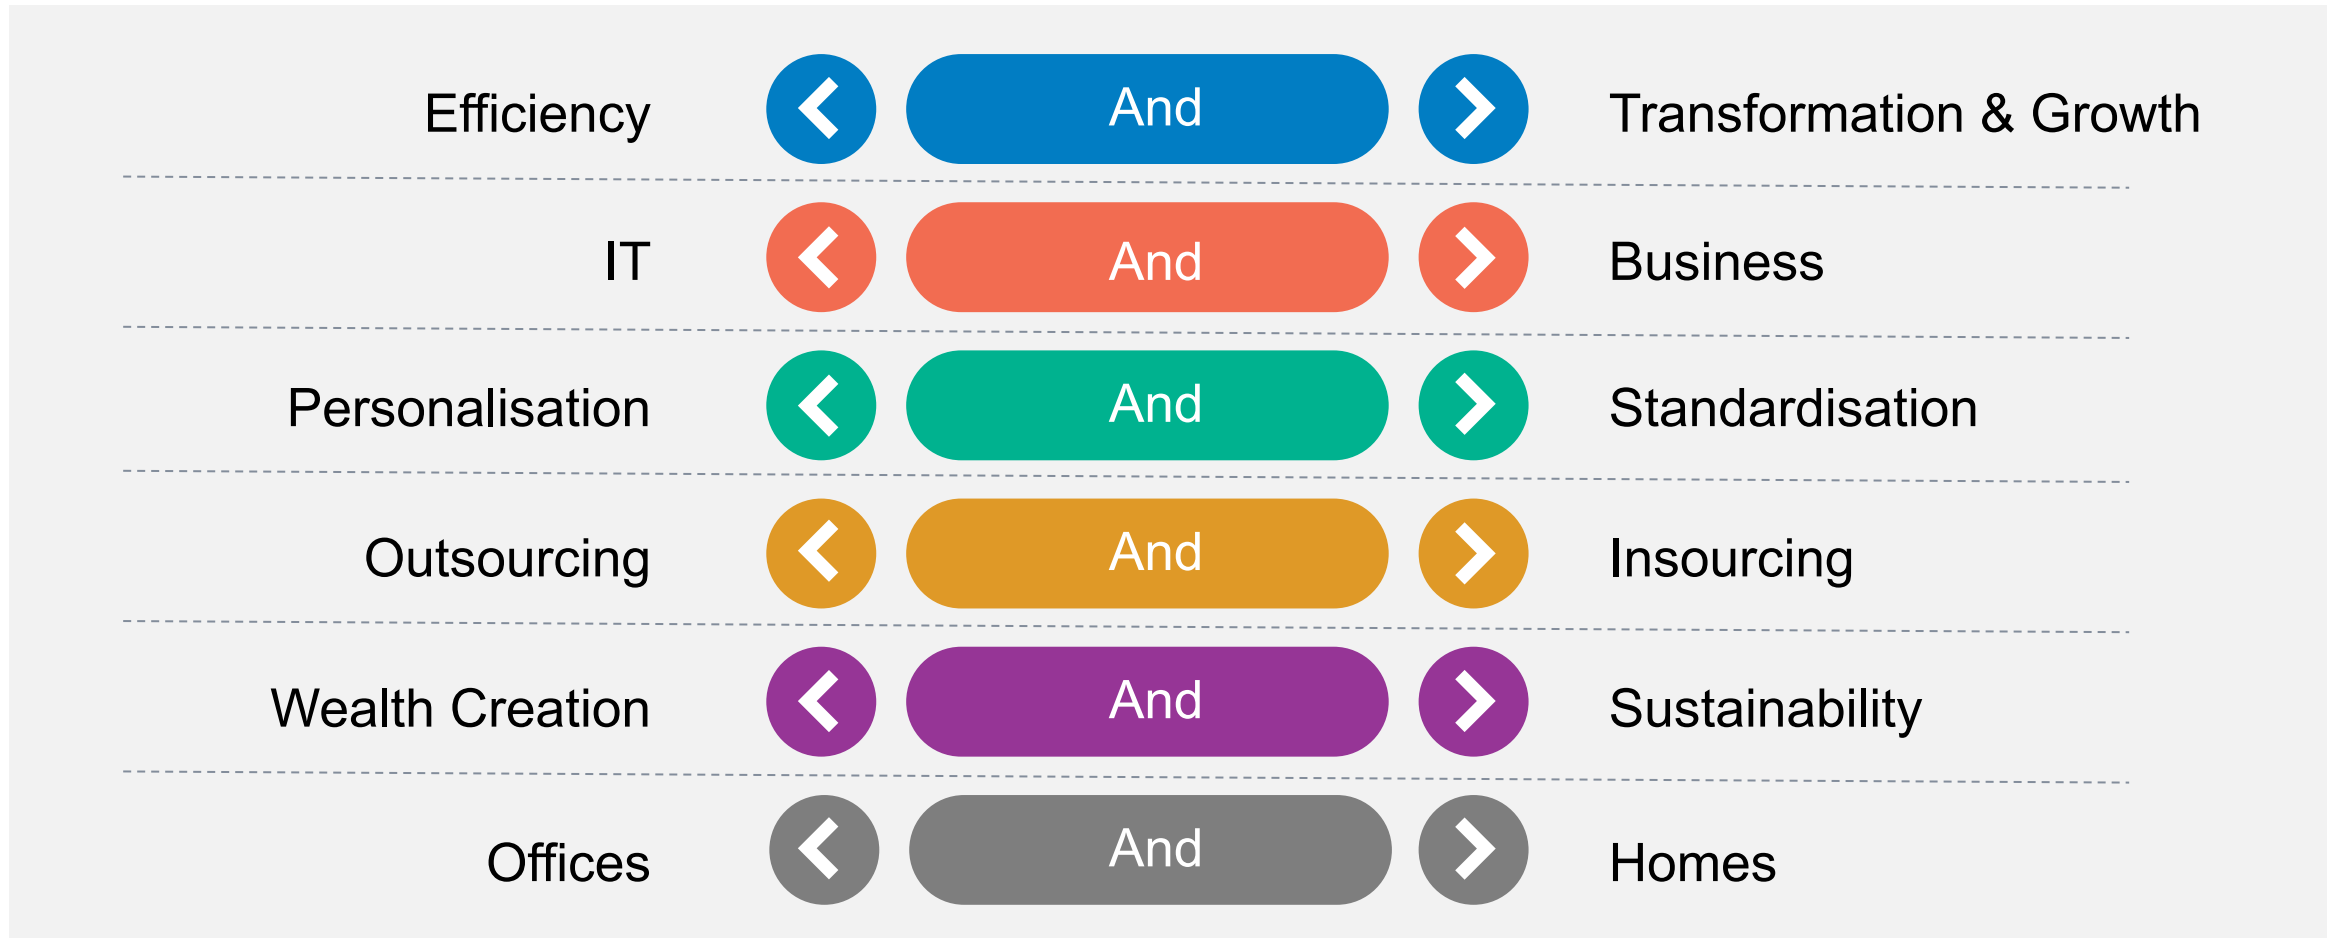 Efficiency And Transformation & Growth
IT And Business
Personalisation And Standardisation
Outsourcing And Insourcing
Wealth Creation And Sustainability
Offices And Homes